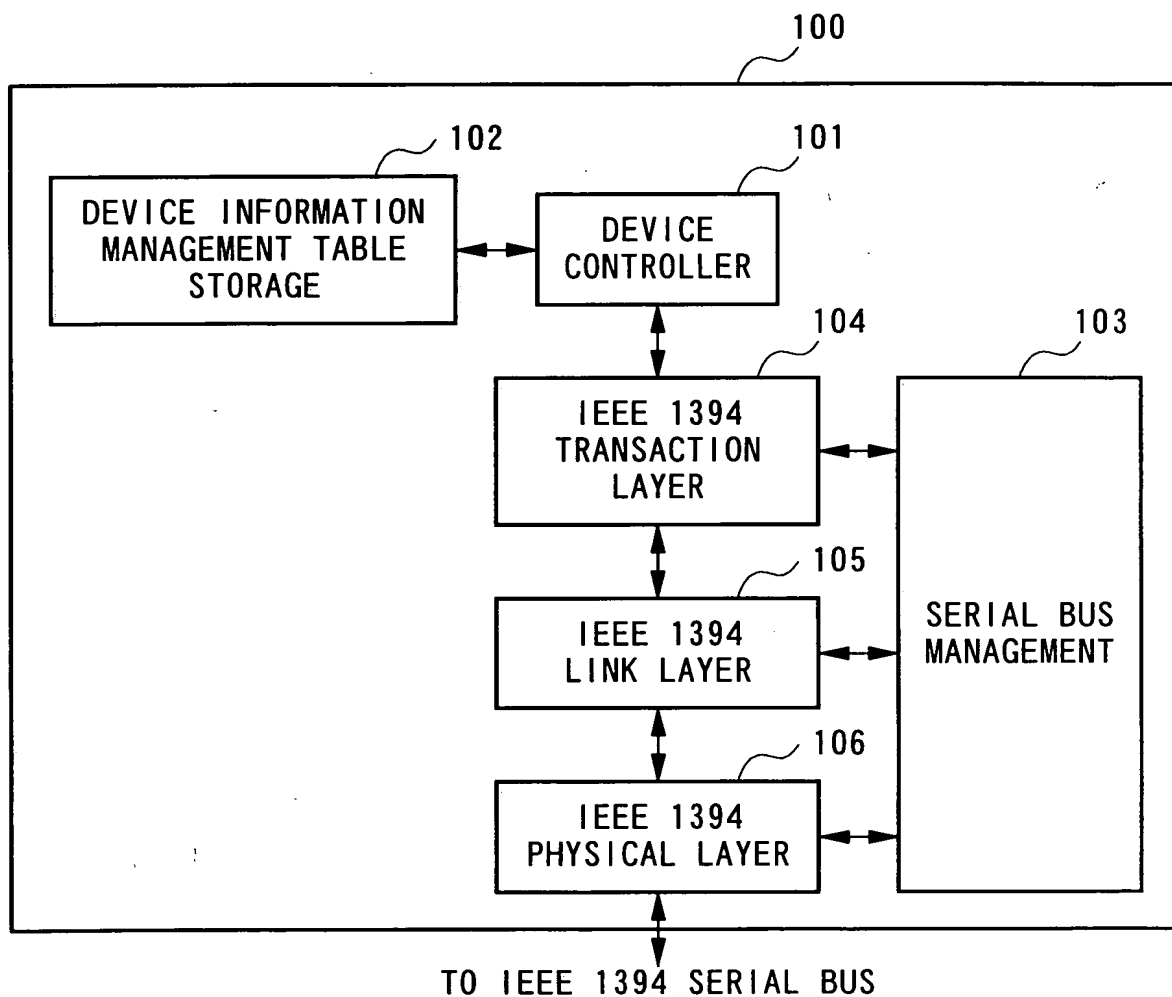 100
102
101
DEVICE INFORMATION
MANAGEMENT TABLE
STORAGE
DEVICE
CONTROLLER
104
103
IEEE 1394
TRANSACTION
LAYER
105
IEEE 1394
LINK LAYER
SERIAL BUS
MANAGEMENT
106
IEEE 1394
PHYSICAL LAYER
TO IEEE 1394 SERIAL BUS